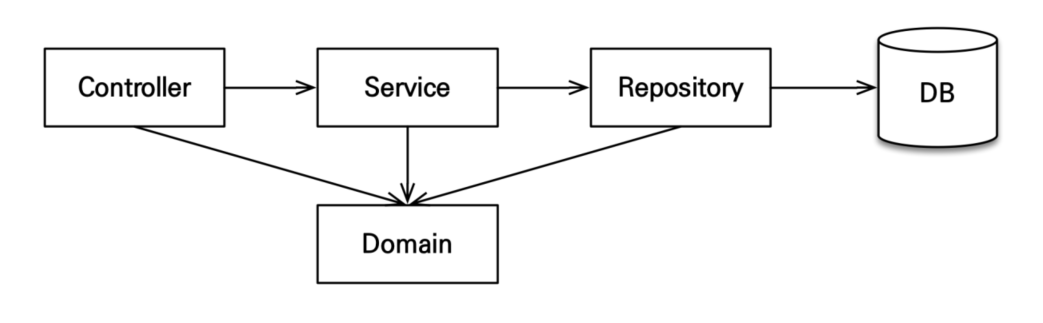 Controller
Service
Repository
DB
Domain